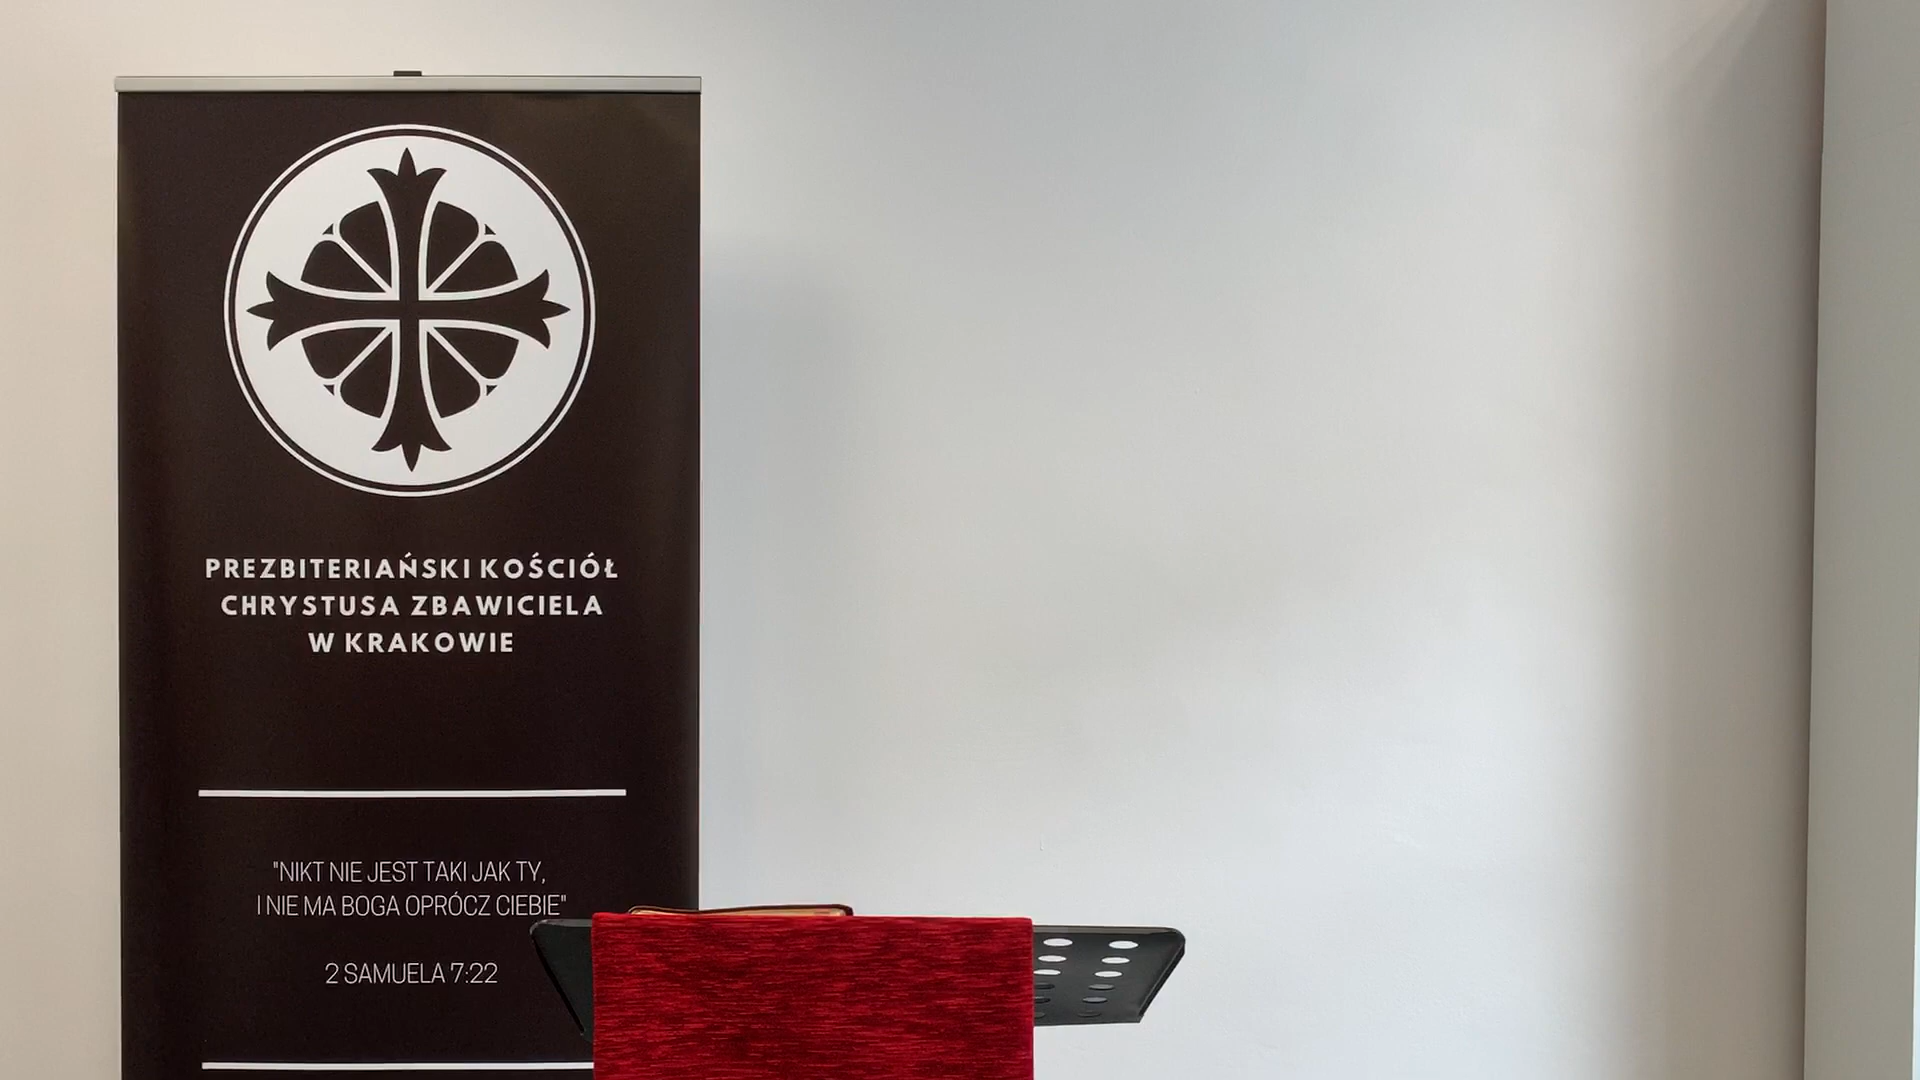 PREZBITERIAŃSKI KOŚCIÓŁ
CHRYSTUSA ZBAWICIELA
W KRAKOWIE
"NIKT NIE JEST TAKI JAK TY,
I NIE MA BOGA OPRÓCZ CIEBIE"
2 SAMUELA 7:22